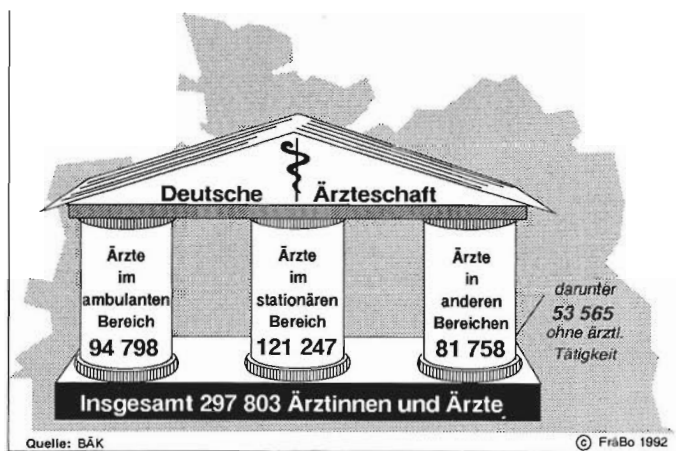 Deutsche Ärzteschaft
Ärzte
im
ambulanten
Bereich
94 798
Ärzte
im
stationären
Bereich
121 247
Ärzte
in
anderen
Bereichen
81 758
darunter
53 565
ohne ärztl.
Tätigkeit
Insgesamt 297 803 Ärztinnen und Ärzte
Quelle: BÄK
© FräBo 1992